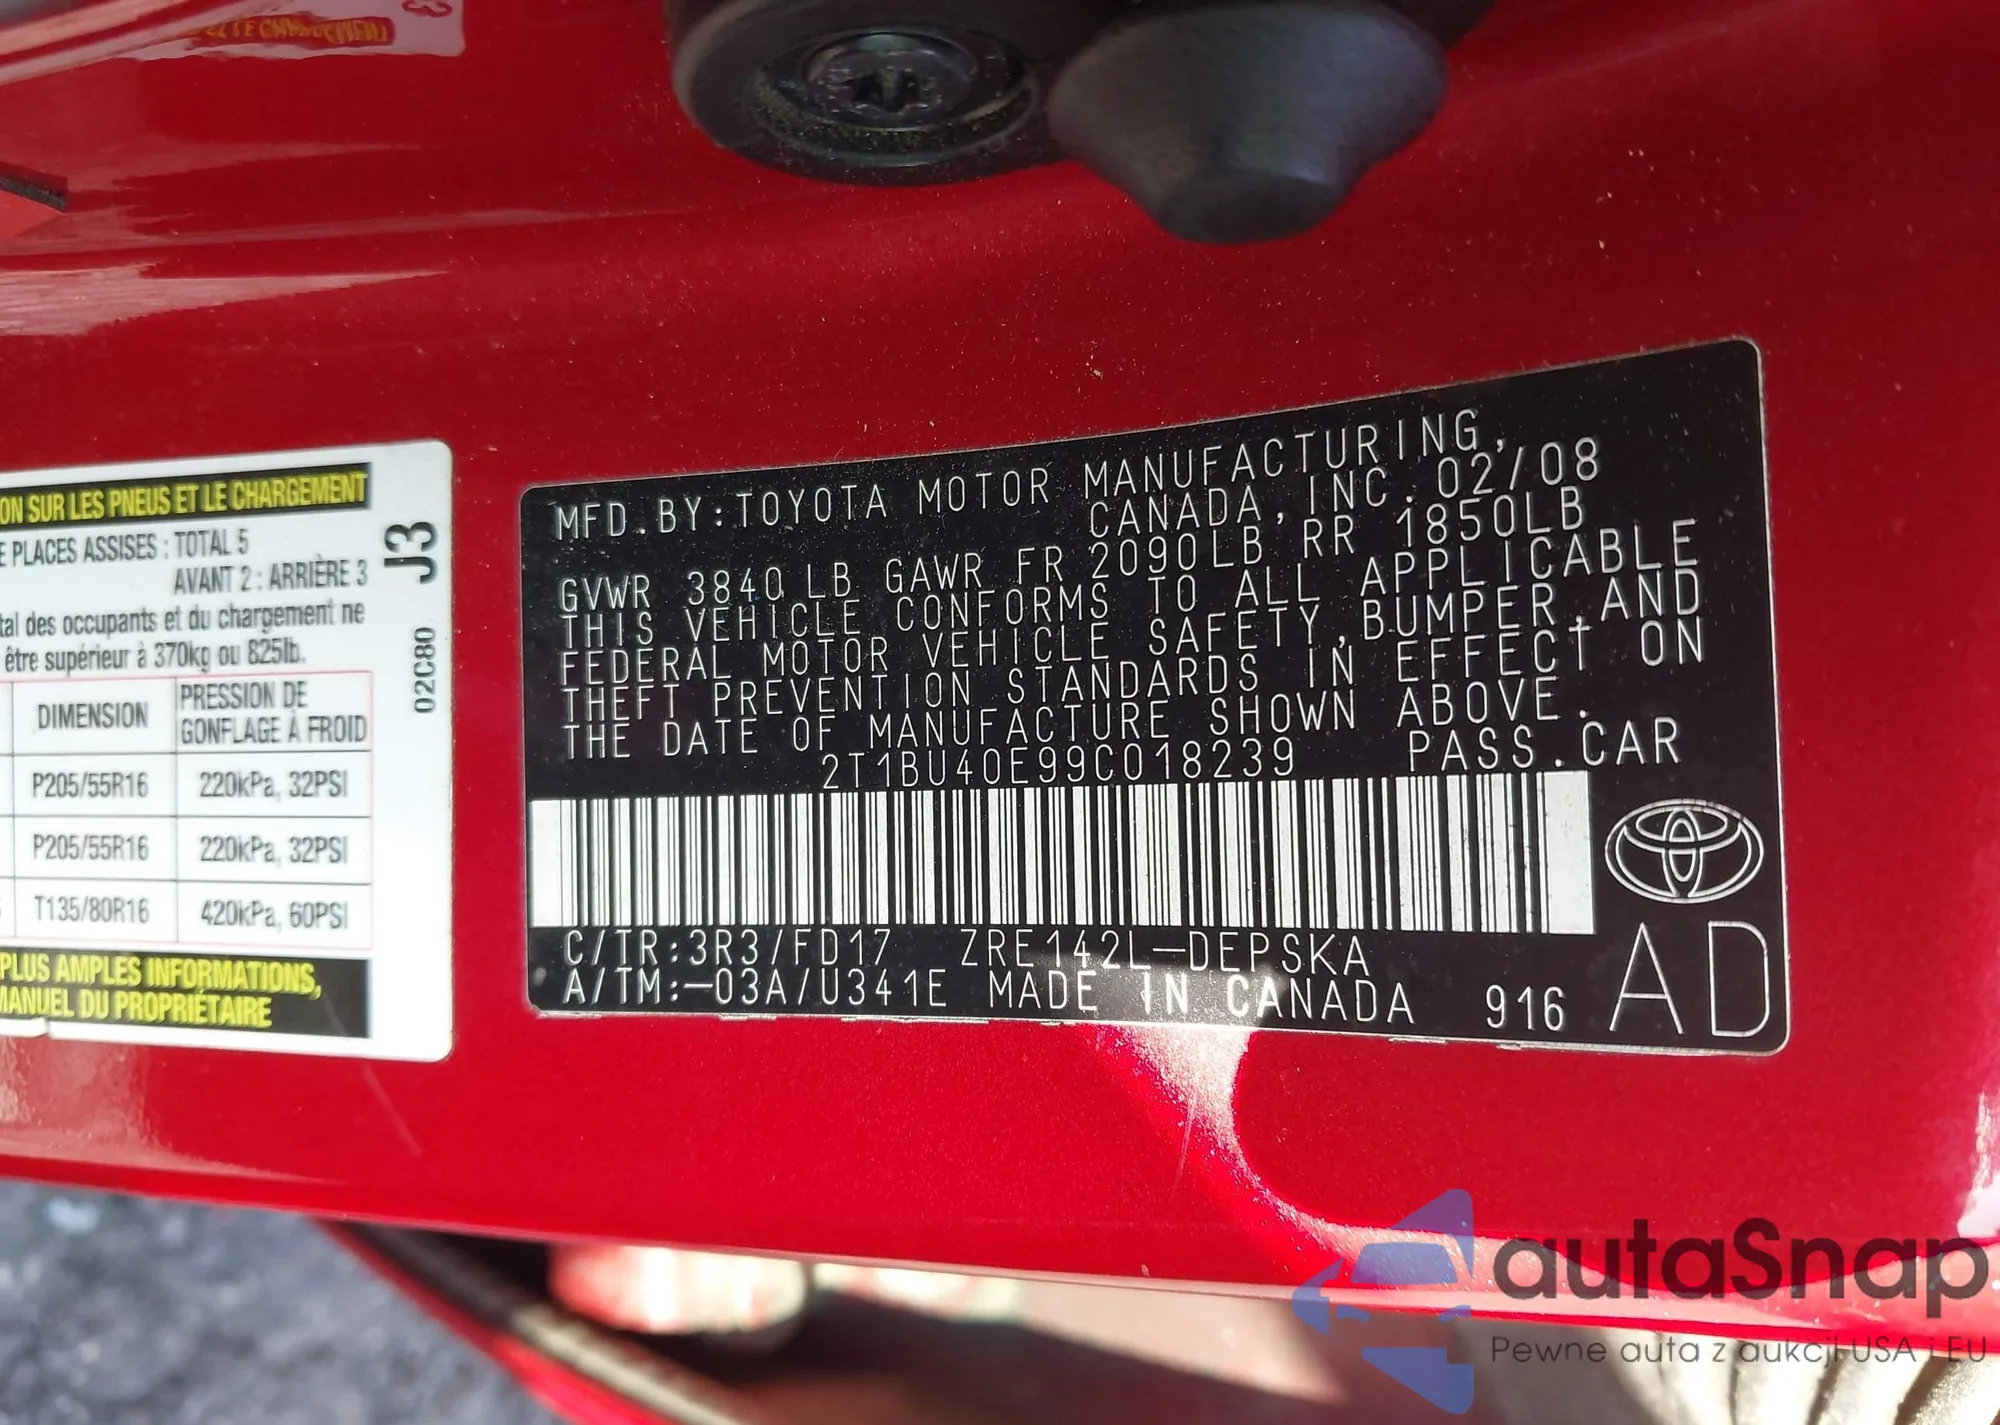 ON SUR LES PNEUS ET LE CHARGEMENT
E PLACES ASSISES : TOTAL 5
AVANT 2 : ARRIÈRE 3
tal des occupants et du chargement ne
être supérieur à 370kg ou 825lb.
DIMENSION PRESSION DE
GONFLAGE À FROID
P205/55R16 220kPa, 32PSI
P205/55R16 220kPa, 32PSI
T135/80R16 420kPa, 60PSI
PLUS AMPLES INFORMATIONS,
MANUEL DU PROPRIÉTAIRE
J3
02C80
MFD.BY:TOYOTA MOTOR MANUFACTURING,
CANADA,INC.02/08
GVWR 3840LB GAWR FR 2090LB RR 1850LB
THIS VEHICLE CONFORMS TO ALL APPLICABLE
FEDERAL MOTOR VEHICLE SAFETY,BUMPER,AND
THEFT PREVENTION STANDARDS IN EFFECT ON
THE DATE OF MANUFACTURE SHOWN ABOVE.
2T1BU40E99C018239 PASS.CAR
C/TR:3R3/FD17 ZRE142L-DEPSKA
A/TM:-03A/U341E MADE IN CANADA 916 AD
autaSnap
Pewne auta z aukcji USA i EU